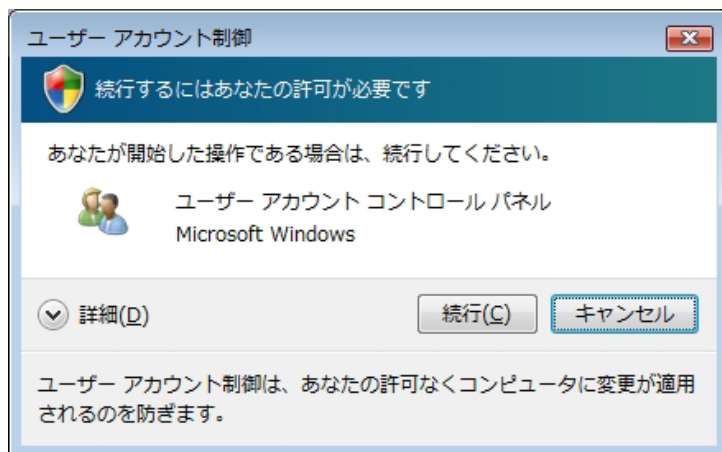 ユーザー アカウント制御
続行するにはあなたの許可が必要です
あなたが開始した操作である場合は、続行してください。
ユーザー アカウント コントロール パネル
Microsoft Windows
詳細(D)
続行(C)
キャンセル
ユーザー アカウント制御は、あなたの許可なくコンピュータに変更が適用
されるのを防ぎます。